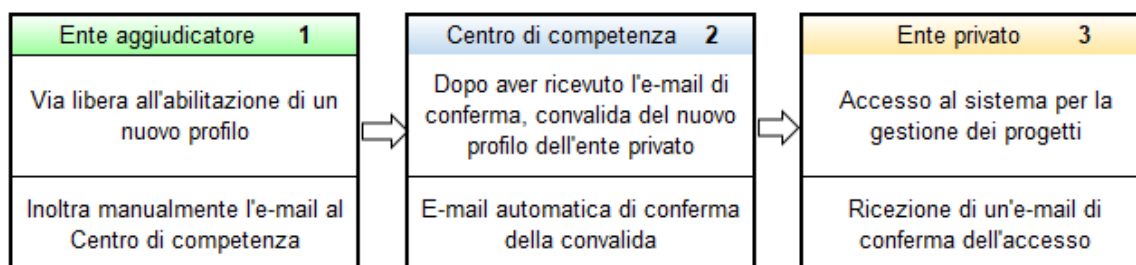 Ente aggiudicatore 1
Via libera all'abilitazione di un
nuovo profilo
Inoltra manualmente l'e-mail al
Centro di competenza
Centro di competenza 2
Dopo aver ricevuto l'e-mail di
conferma, convalida del nuovo
profilo dell'ente privato
E-mail automatica di conferma
della convalida
Ente privato 3
Accesso al sistema per la
gestione dei progetti
Ricezione di un'e-mail di
conferma dell'accesso